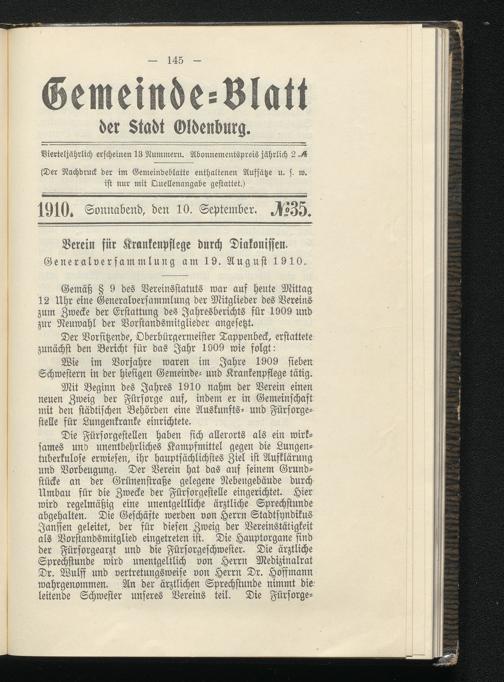 — 145 —
Gemeinde-Blatt
der Stadt Oldenburg.
Vierteljährlich erscheinen 13 Nummern. Abonnementspreis jährlich 2 ℳ
(Der Nachdruck der im Gemeindeblatte enthaltenen Aufsätze u. s. w.
ist nur mit Quellenangabe gestattet.)
1910. Sonnabend, den 10. September. № 35.
Verein für Krankenpflege durch Diakonissen.
Generalversammlung am 19. August 1910.
Gemäß § 9 des Vereinsstatuts war auf heute Mittag
12 Uhr eine Generalversammlung der Mitglieder des Vereins
zum Zwecke der Erstattung des Jahresberichts für 1909 und
zur Neuwahl der Vorstandsmitglieder angesetzt.
Der Vorsitzende, Oberbürgermeister Tappenbeck, erstattete
zunächst den Bericht für das Jahr 1909 wie folgt:
Wie im Vorjahre waren im Jahre 1909 sieben
Schwestern in der hiesigen Gemeinde- und Krankenpflege tätig.
Mit Beginn des Jahres 1910 nahm der Verein einen
neuen Zweig der Fürsorge auf, indem er in Gemeinschaft
mit den städtischen Behörden eine Auskunfts- und Fürsorge-
stelle für Lungenkranke einrichtete.
Die Fürsorgestellen haben sich allerorts als ein wirk-
sames und unentbehrliches Kampfmittel gegen die Lungen-
tuberkulose erwiesen, ihr hauptsächlichstes Ziel ist Aufklärung
und Vorbeugung. Der Verein hat das auf seinem Grund-
stücke an der Grünenstraße gelegene Nebengebäude durch
Umbau für die Zwecke der Fürsorgestelle eingerichtet. Hier
wird regelmäßig eine unentgeltliche ärztliche Sprechstunde
abgehalten. Die Geschäfte werden von Herrn Stadtsyndikus
Janssen geleitet, der für diesen Zweig der Vereinstätigkeit
als Vorstandsmitglied eingetreten ist. Die Hauptorgane sind
der Fürsorgearzt und die Fürsorgeschwester. Die ärztliche
Sprechstunde wird unentgeltlich von Herrn Medizinalrat
Dr. Wulff und vertretungsweise von Herrn Dr. Hoffmann
wahrgenommen. An der ärztlichen Sprechstunde nimmt die
leitende Schwester unseres Vereins teil. Die Fürsorge-